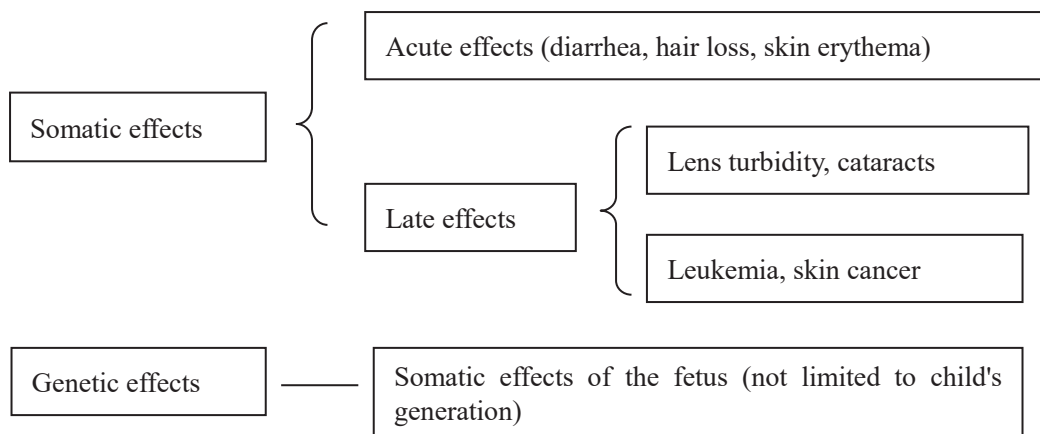 Acute effects (diarrhea, hair loss, skin erythema)
Somatic effects
Lens turbidity, cataracts
Late effects
Leukemia, skin cancer
Genetic effects
Somatic effects of the fetus (not limited to child's
generation)